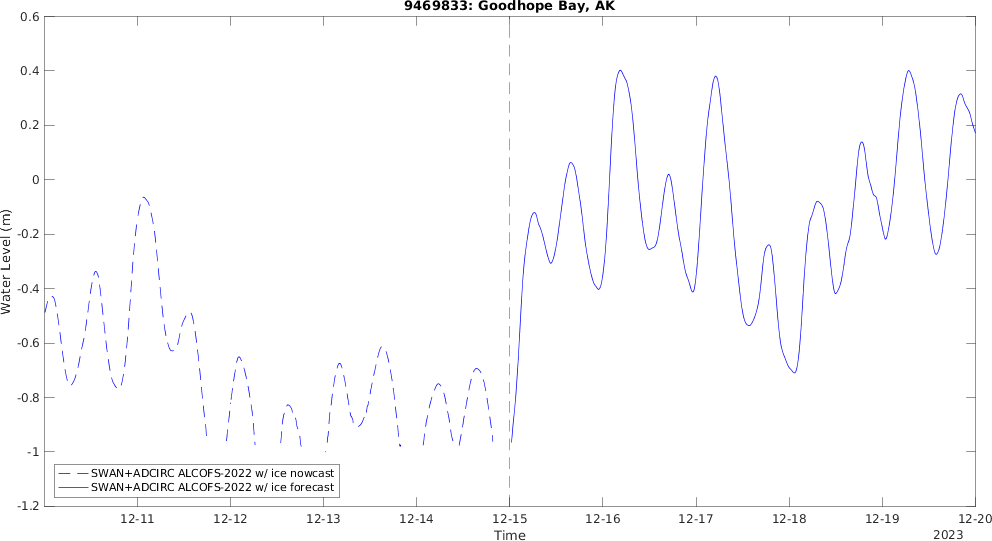 9469833: Goodhope Bay, AK
0.6
0.4
0.2
0
-0.2
-0.4
-0.6
-0.8
-1
-1.2
Water Level (m)
SWAN+ADCIRC ALCOFS-2022 w/ ice nowcast
SWAN+ADCIRC ALCOFS-2022 w/ ice forecast
12-11 12-12 12-13 12-14 12-15 12-16 12-17 12-18 12-19 12-20
Time
2023